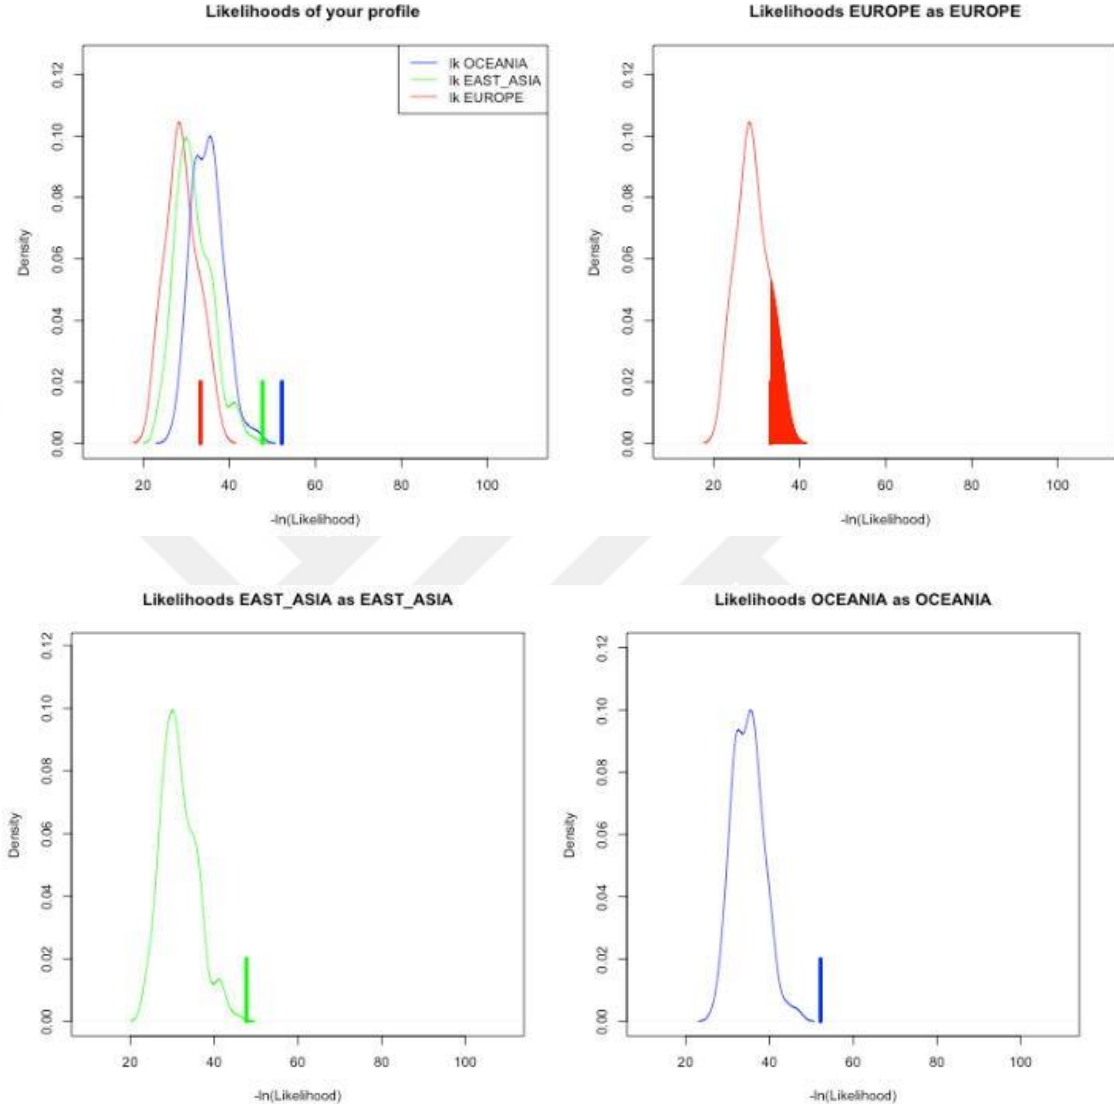 Likelihoods of your profile
Likelihoods EUROPE as EUROPE
lk OCEANIA
lk EAST_ASIA
lk EUROPE
Density
0.00
0.02
0.04
0.06
0.08
0.10
0.12
20 40 60 80 100
-ln(Likelihood)
Density
0.00
0.02
0.04
0.06
0.08
0.10
0.12
20 40 60 80 100
-ln(Likelihood)
Likelihoods EAST_ASIA as EAST_ASIA
Likelihoods OCEANIA as OCEANIA
Density
0.00
0.02
0.04
0.06
0.08
0.10
0.12
20 40 60 80 100
-ln(Likelihood)
Density
0.00
0.02
0.04
0.06
0.08
0.10
0.12
20 40 60 80 100
-ln(Likelihood)